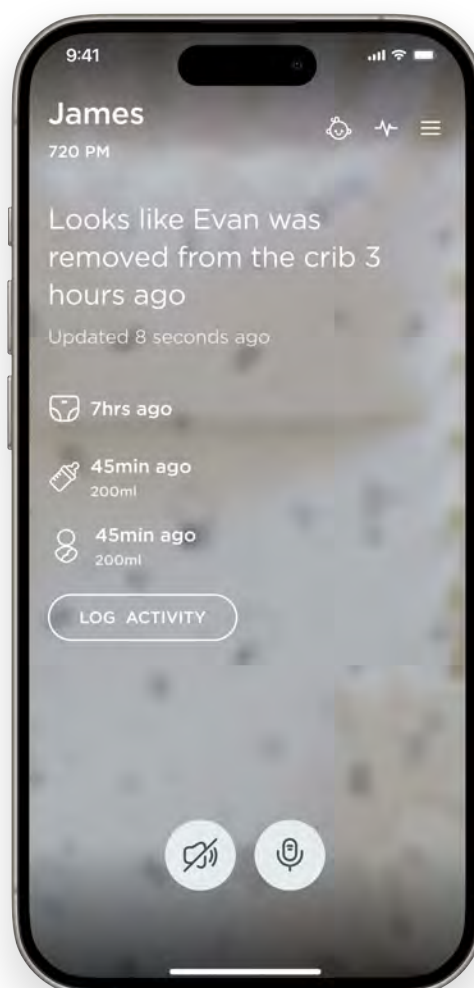 9:41
James
720 PM
Looks like Evan was
removed from the crib 3
hours ago
Updated 8 seconds ago
7hrs ago
45min ago
200ml
45min ago
200ml
LOG ACTIVITY